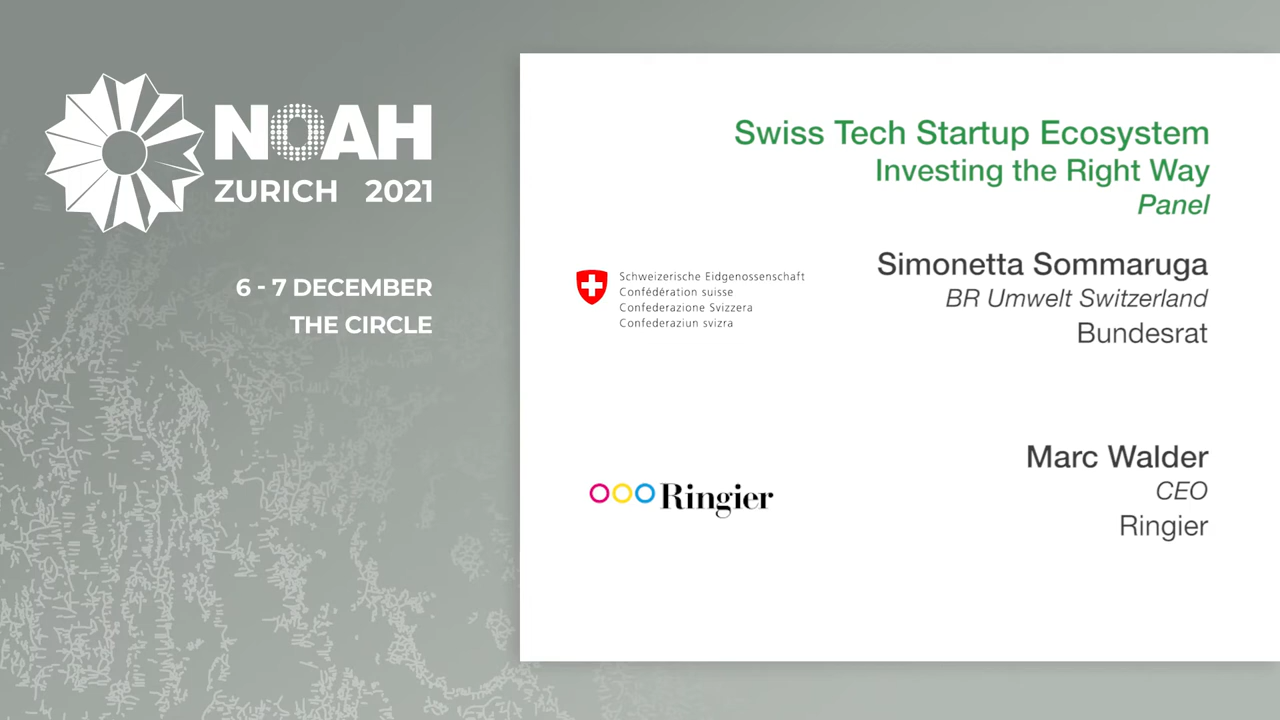 NOAH
ZURICH 2021
6 - 7 DECEMBER
THE CIRCLE
Swiss Tech Startup Ecosystem
Investing the Right Way
Panel
Schweizerische Eidgenossenschaft
Confédération suisse
Confederazione Svizzera
Confederaziun svizra
Simonetta Sommaruga
BR Umwelt Switzerland
Bundesrat
Ringier
Marc Walder
CEO
Ringier